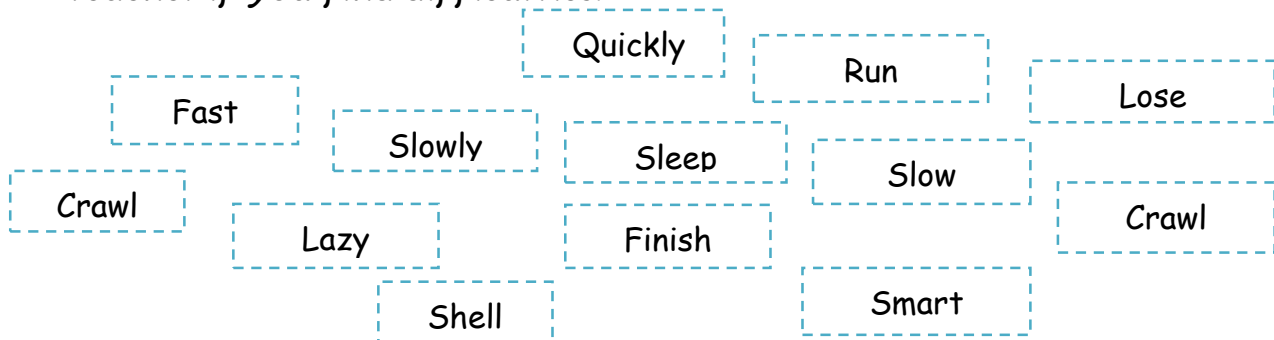 Quickly
Run
Lose
Fast
Slowly
Sleep
Slow
Crawl
Crawl
Lazy
Finish
Smart
Shell